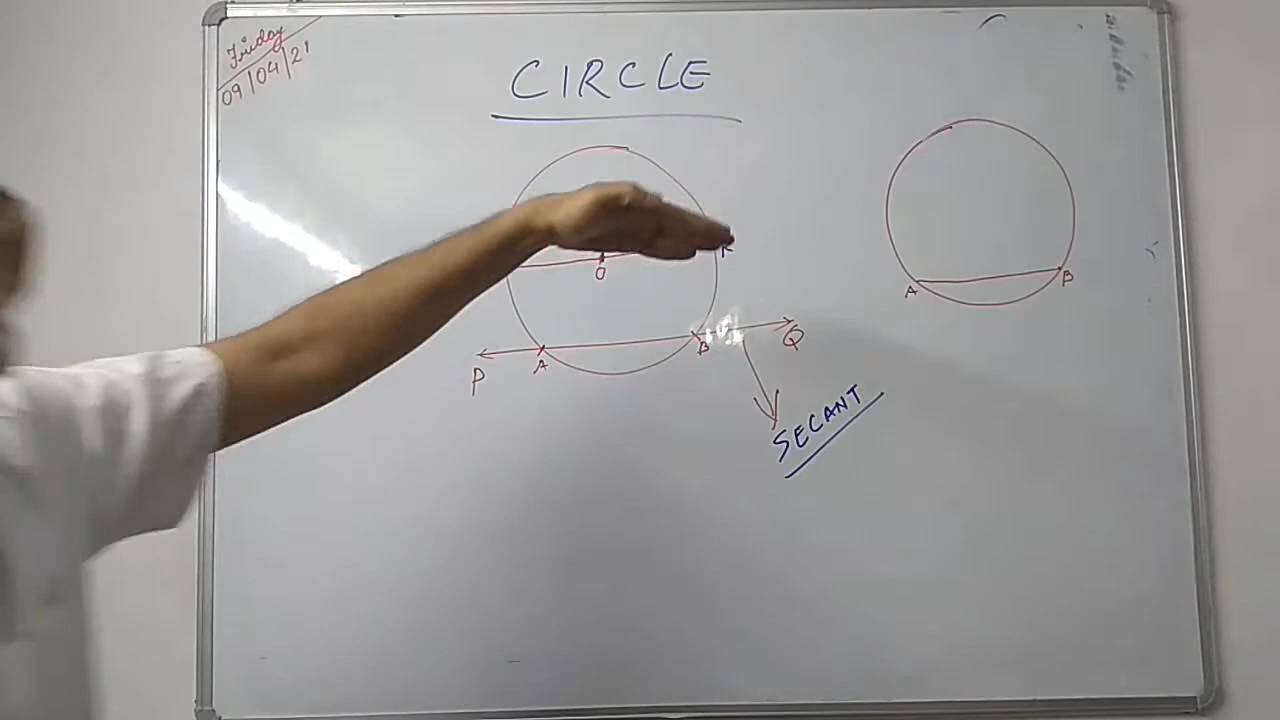 Friday
09/04/21
CIRCLE
O
K
A B
P A B Q
SECANT